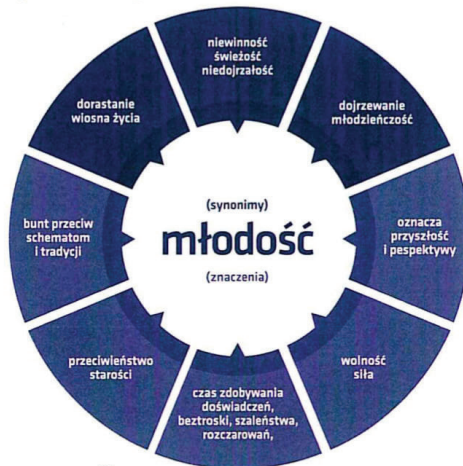 niewinność
świeżość
niedojrzałość
dorastanie
wiosna życia
dojrzewanie
młodzieńczość
(synonimy)
młodość
(znaczenia)
bunt przeciw
schematom
i tradycji
oznacza
przyszłość
i pespektywy
przeciwieństwo
starości
wolność
siła
czas zdobywania
doświadczeń,
beztroski, szaleństwa,
rozczarowań,